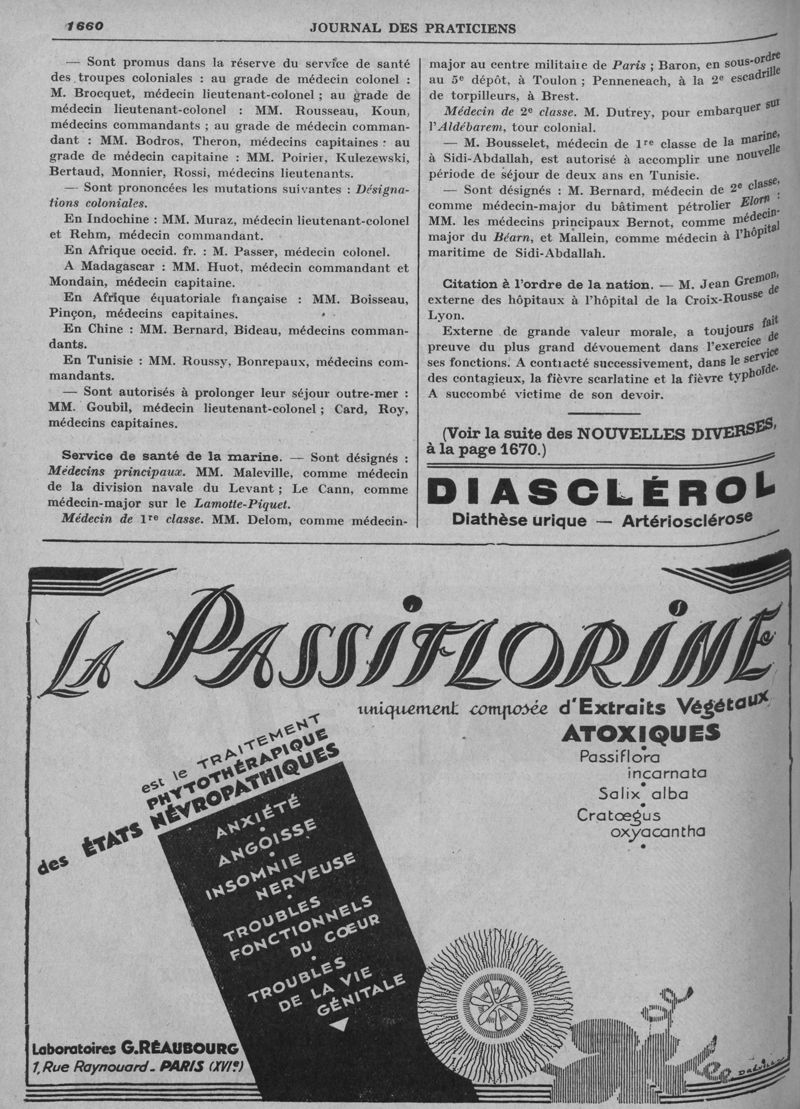 1660
JOURNAL DES PRATICIENS
— Sont promus dans la réserve du service de santé
des troupes coloniales : au grade de médecin colonel :
M. Brocquet, médecin lieutenant-colonel ; au grade de
médecin lieutenant-colonel : MM. Rousseau, Koun,
médecins commandants ; au grade de médecin comman-
dant : MM. Bodros, Theron, médecins capitaines : au
grade de médecin capitaine : MM. Poirier, Kulezewski,
Bertaud, Monnier, Rossi, médecins lieutenants.
— Sont prononcées les mutations suivantes : Désigna-
tions coloniales.
En Indochine : MM. Muraz, médecin lieutenant-colonel
et Rehm, médecin commandant.
En Afrique occid. fr. : M. Passer, médecin colonel.
A Madagascar : MM. Huot, médecin commandant et
Mondain, médecin capitaine.
En Afrique équatoriale française : MM. Boisseau,
Pinçon, médecins capitaines.
En Chine : MM. Bernard, Bideau, médecins comman-
dants.
En Tunisie : MM. Roussy, Bonrepaux, médecins com-
mandants.
— Sont autorisés à prolonger leur séjour outre-mer :
MM. Goubil, médecin lieutenant-colonel ; Card, Roy,
médecins capitaines.
Service de santé de la marine. — Sont désignés :
Médecins principaux. MM. Maleville, comme médecin
de la division navale du Levant ; Le Cann, comme
médecin-major sur le Lamotte-Piquet.
Médecin de 1re classe. MM. Delom, comme médecin-
major au centre militaire de Paris ; Baron, en sous-ordre
au 5e dépôt, à Toulon ; Penneneach, à la 2e escadrille
de torpilleurs, à Brest.
Médecin de 2e classe. M. Dutrey, pour embarquer sur
l'Aldébarem, tour colonial.
— M. Bousselet, médecin de 1re classe de la marine,
à Sidi-Abdallah, est autorisé à accomplir une nouvelle
période de séjour de deux ans en Tunisie.
— Sont désignés : M. Bernard, médecin de 2e classe,
comme médecin-major du bâtiment pétrolier Elorn :
MM. les médecins principaux Bernot, comme médecin-
major du Béarn, et Mallein, comme médecin à l'hôpital
maritime de Sidi-Abdallah.
Citation à l'ordre de la nation. — M. Jean Gremon,
externe des hôpitaux à l'hôpital de la Croix-Rousse de
Lyon.
Externe de grande valeur morale, a toujours fait
preuve du plus grand dévouement dans l'exercice de
ses fonctions. A contracté successivement, dans le service
des contagieux, la fièvre scarlatine et la fièvre typhoïde.
A succombé victime de son devoir.
(Voir la suite des NOUVELLES DIVERSES,
à la page 1670.)
DIASCLÉROL
Diathèse urique — Artériosclérose
LA PASSIFLORINE
uniquement composée d'Extraits Végétaux
ATOXIQUES
Passiflora
incarnata
Salix alba
Cratœgus
oxyacantha
est le TRAITEMENT
PHYTOTHÉRAPIQUE
des ÉTATS NÉVROPATHIQUES
ANXIÉTÉ
ANGOISSE
INSOMNIE
NERVEUSE
TROUBLES
FONCTIONNELS
DU CŒUR
TROUBLES
DE LA VIE
GÉNITALE
Laboratoires G. RÉAUBOURG
1, Rue Raynouard - PARIS (XVIe)